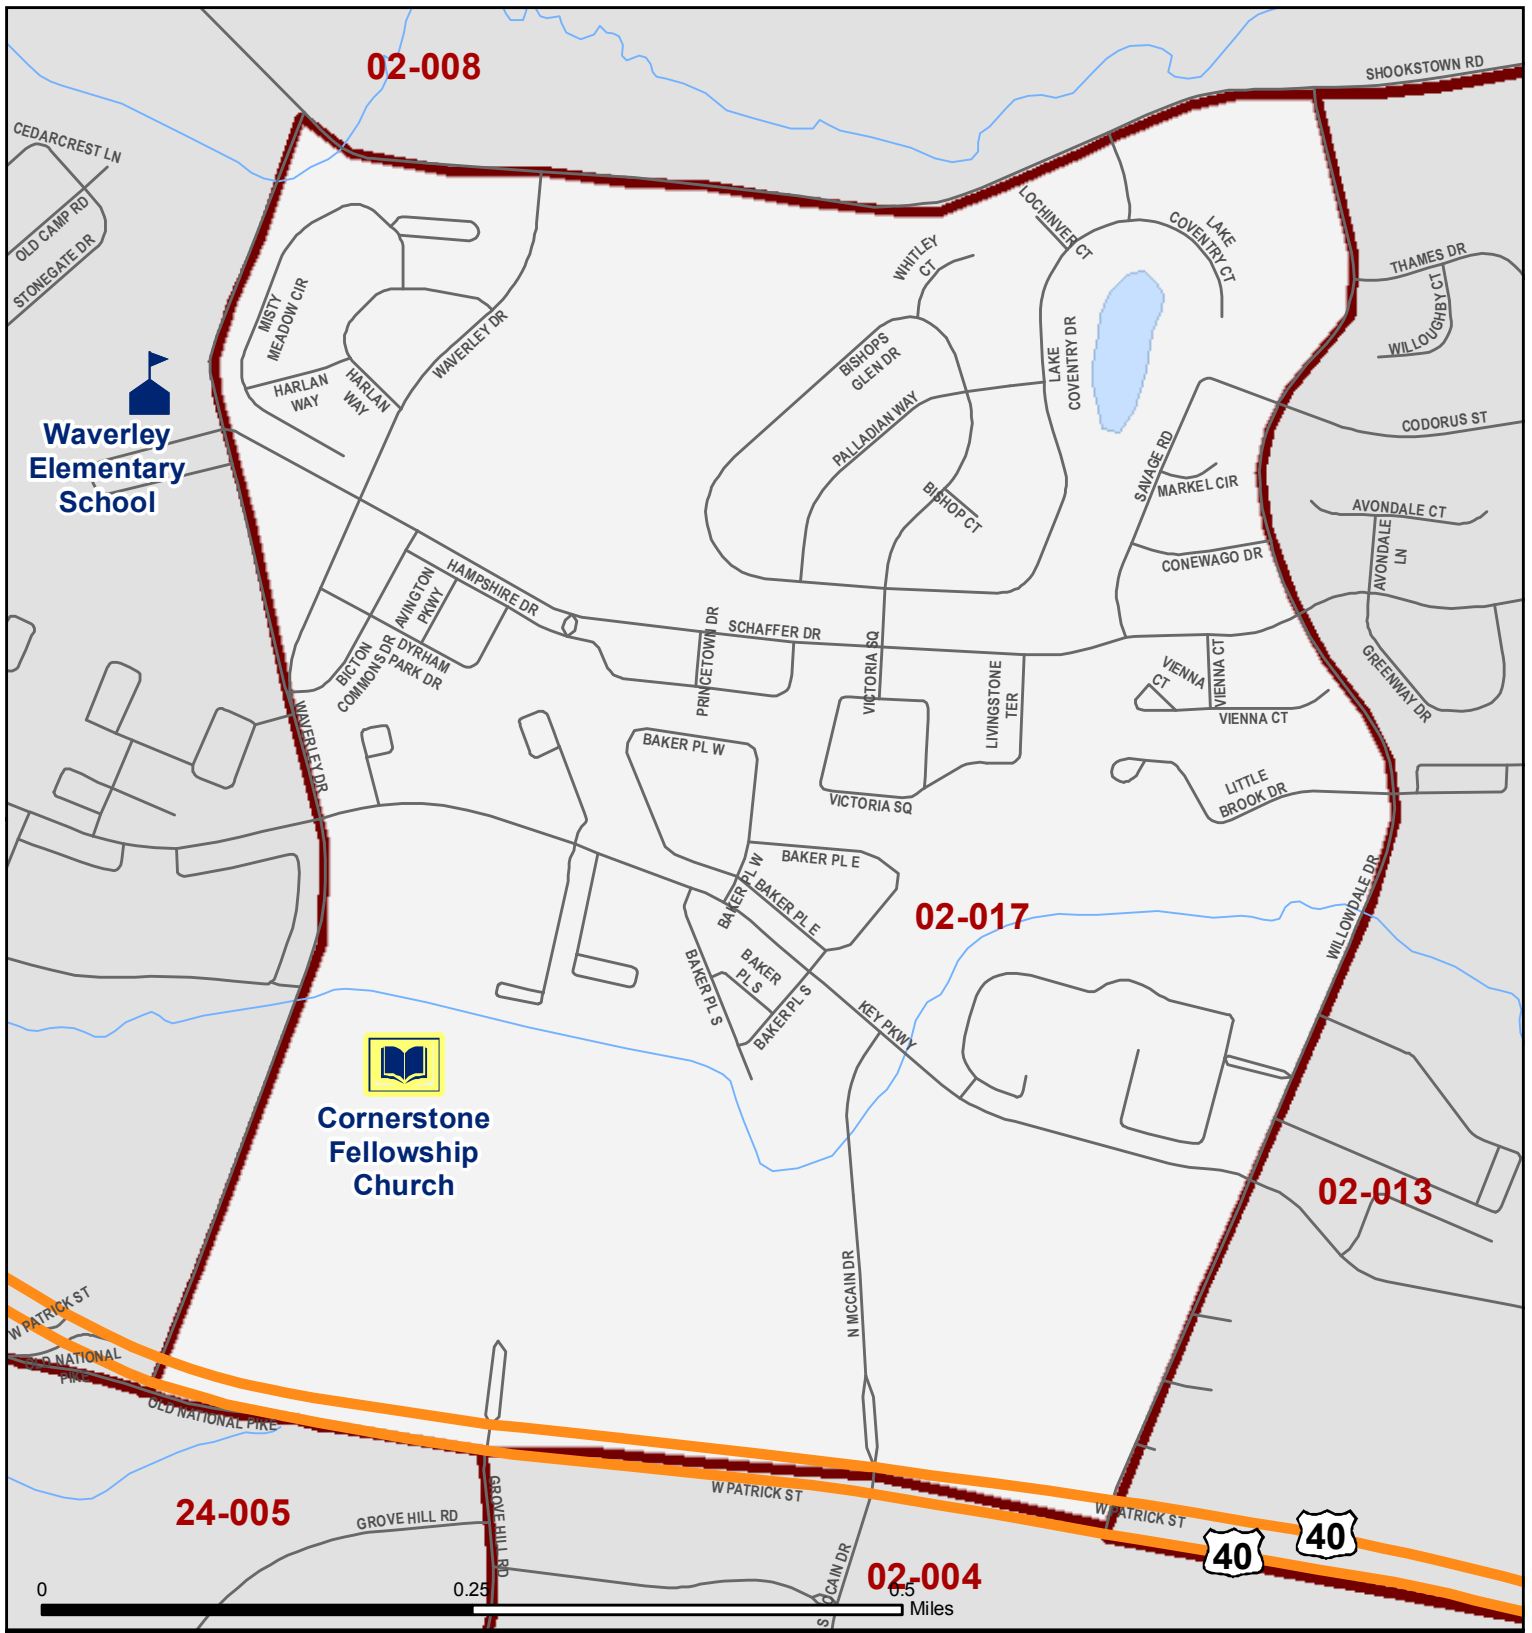 02-008
SHOOKSTOWN RD
CEDARCREST LN
OLD CAMP RD
STONEGATE DR
MISTY
MEADOW CIR
HARLAN
WAY
HARLAN
WAY
WAVERLEY DR
WHITLEY
CT
LOCHINVER CT
LAKE
COVENTRY CT
THAMES DR
WILLOUGHBY CT
BISHOPS
GLEN DR
LAKE
COVENTRY DR
PALLADIAN WAY
BISHOP CT
SAVAGE RD
MARKEL CIR
CODORUS ST
AVONDALE CT
AVONDALE
LN
CONEWAGO DR
Waverley
Elementary
School
HAMPSHIRE DR
AVINGTON
PKWY
DYRHAM
PARK DR
BICTON
COMMONS DR
PRINCETOWN DR
SCHAFFER DR
VICTORIA SQ
LIVINGSTONE
TER
VIENNA
CT
VIENNA CT
VIENNA CT
GREENWAY DR
WAVERLEY DR
BAKER PL W
VICTORIA SQ
LITTLE
BROOK DR
BAKER PL E
BAKER PL W
BAKER PL E
02-017
WILLOWDALE DR
BAKER PL S
BAKER
PL S
BAKER PL S
KEY PKWY
Cornerstone
Fellowship
Church
02-013
N MCCAIN DR
W PATRICK ST
OLD NATIONAL
PIKE
OLD NATIONAL PIKE
W PATRICK ST
W PATRICK ST
40
40
24-005
GROVE HILL RD
GROVE HILL RD
02-004
0
0.25
0.5
Miles